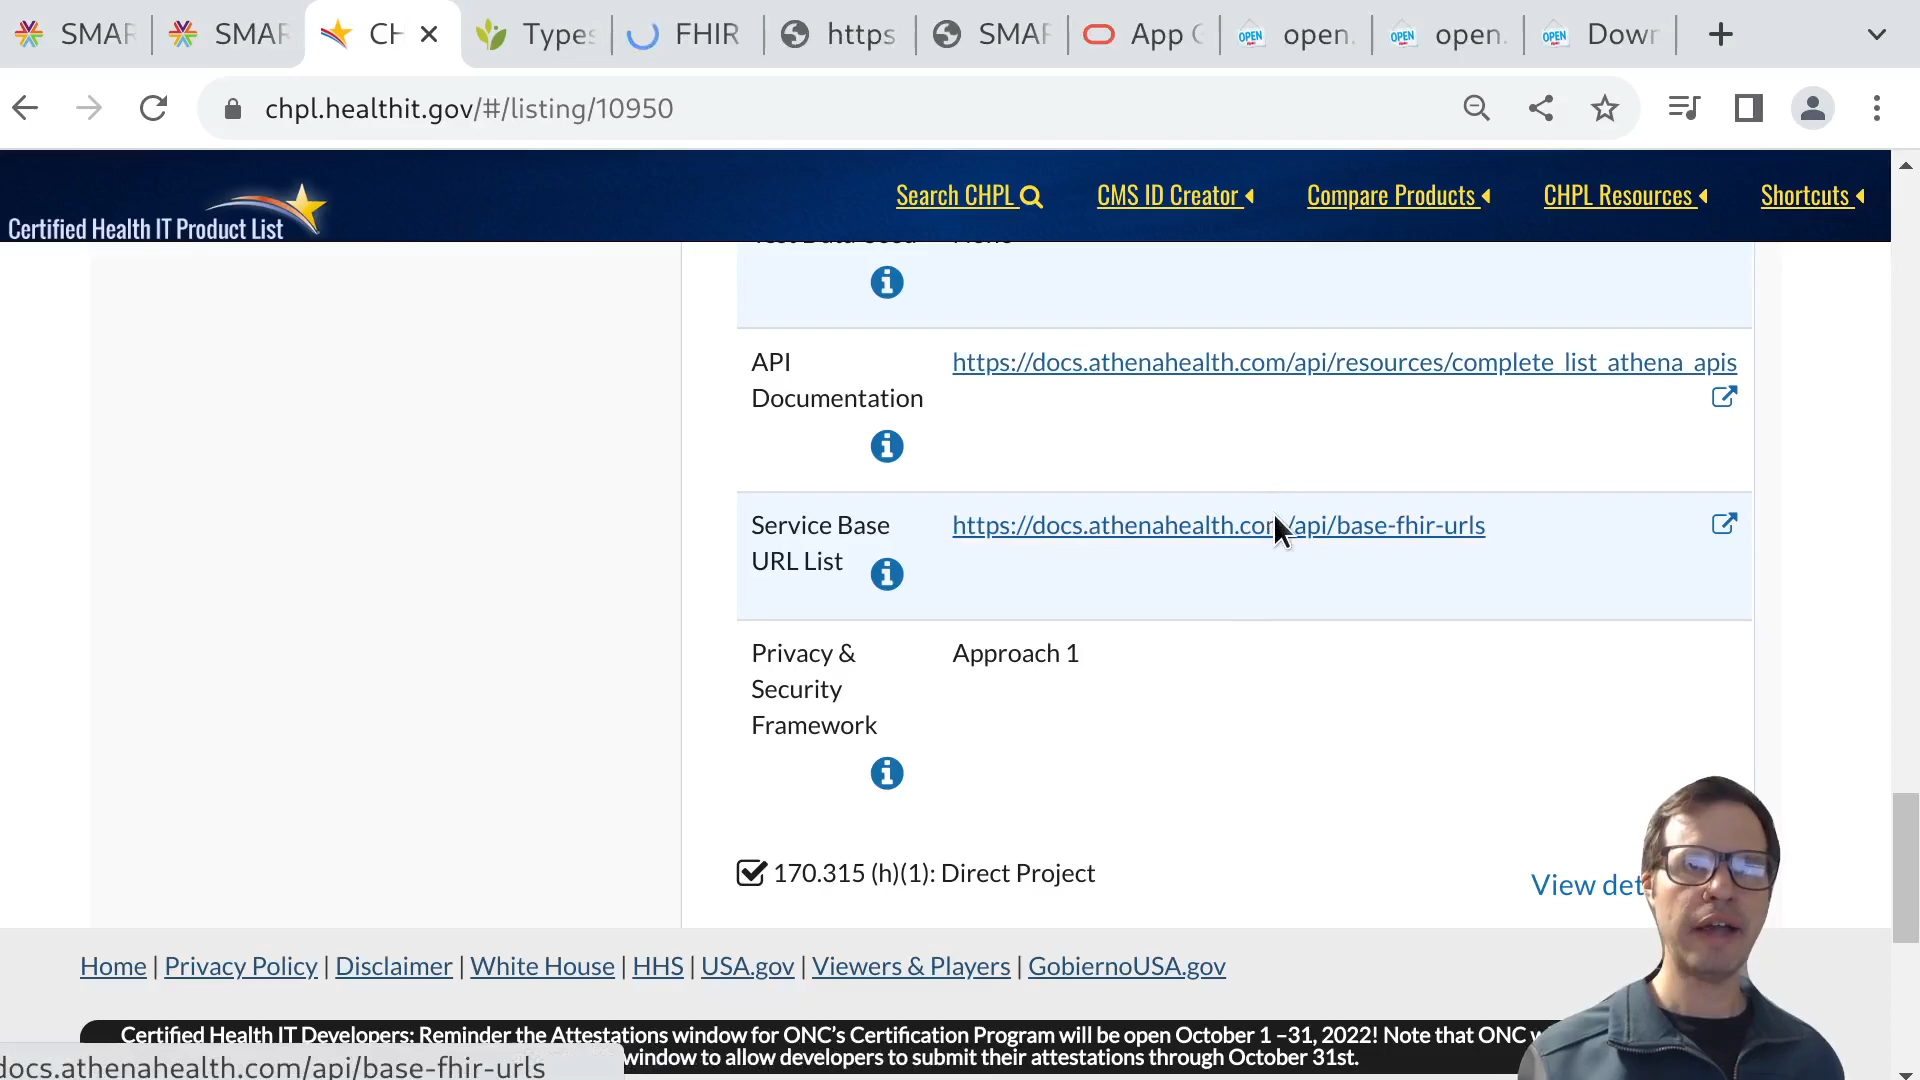 SMAR
SMAR
CH
Types
FHIR
https
SMAR
App G
open.
open.
Down
chpl.healthit.gov/#/listing/10950
Certified Health IT Product List
Search CHPL
CMS ID Creator
Compare Products
CHPL Resources
Shortcuts
API
Documentation
https://docs.athenahealth.com/api/resources/complete_list_athena_apis
Service Base
URL List
https://docs.athenahealth.com/api/base-fhir-urls
Privacy &
Security
Framework
Approach 1
170.315 (h)(1): Direct Project
View det
Home | Privacy Policy | Disclaimer | White House | HHS | USA.gov | Viewers & Players | GobiernoUSA.gov
Certified Health IT Developers: Reminder the Attestations window for ONC's Certification Program will be open October 1 –31, 2022! Note that ONC w
window to allow developers to submit their attestations through October 31st.
docs.athenahealth.com/api/base-fhir-urls